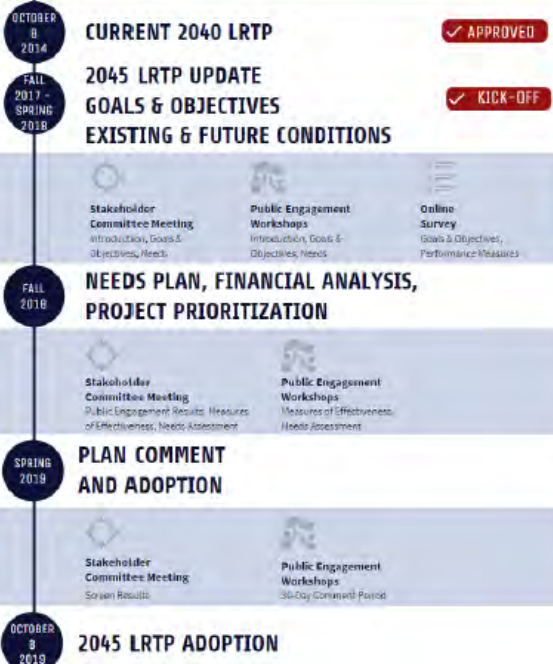 OCTOBER
8
2014
CURRENT 2040 LRTP
✓ APPROVED
FALL
2017 -
SPRING
2018
2045 LRTP UPDATE
GOALS & OBJECTIVES
EXISTING & FUTURE CONDITIONS
✓ KICK-OFF
Stakeholder
Committee Meeting
Introduction, Goals &
Objectives, Needs
Public Engagement
Workshops
Introduction, Goals &
Objectives, Needs
Online
Survey
Goals & Objectives,
Performance Measures
FALL
2018
NEEDS PLAN, FINANCIAL ANALYSIS,
PROJECT PRIORITIZATION
Stakeholder
Committee Meeting
Public Engagement Results, Measures
of Effectiveness, Needs Assessment
Public Engagement
Workshops
Measures of Effectiveness,
Needs Assessment
SPRING
2019
PLAN COMMENT
AND ADOPTION
Stakeholder
Committee Meeting
Screen Results
Public Engagement
Workshops
30-Day Comment Period
OCTOBER
8
2019
2045 LRTP ADOPTION